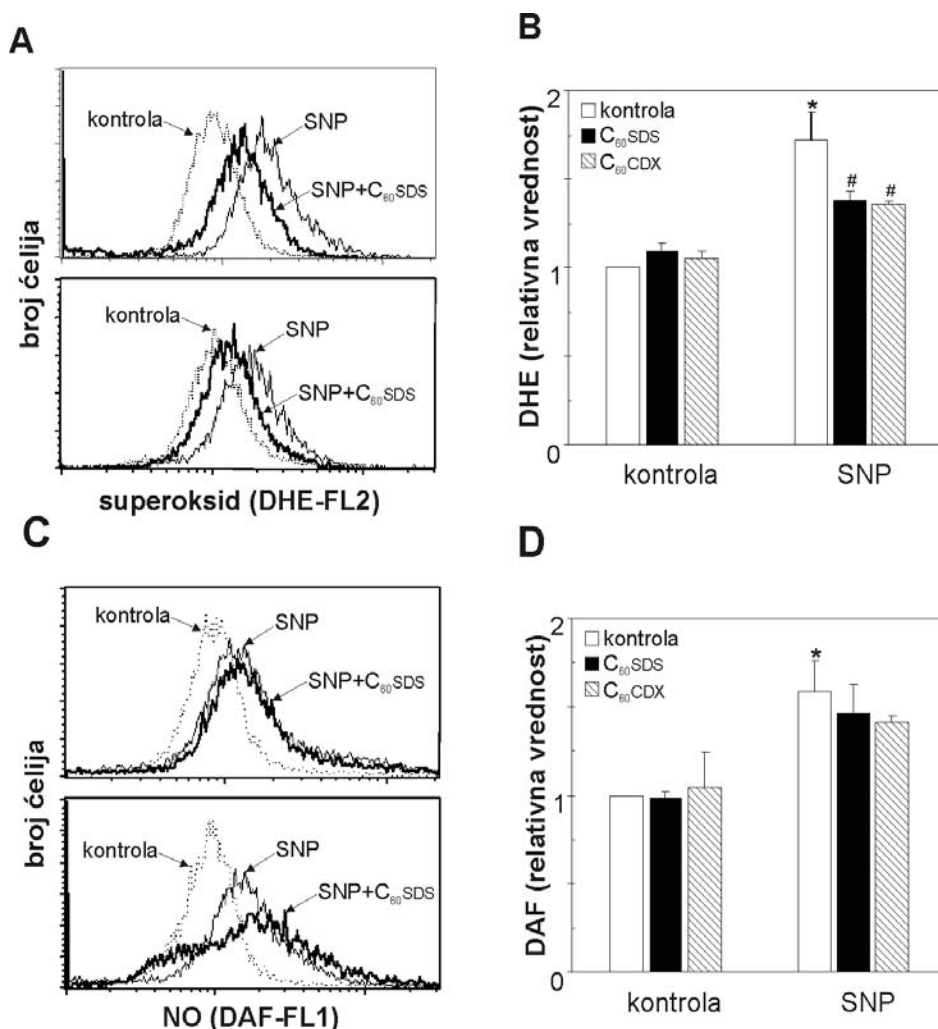 A
kontrola
SNP
SNP+C₆₀SDS
kontrola
SNP
SNP+C₆₀SDS
broj ćelija
superoksid (DHE-FL2)
B
2
1
0
DHE (relativna vrednost)
kontrola
C₆₀SDS
C₆₀CDX
*
#
#
kontrola
SNP
C
kontrola
SNP
SNP+C₆₀SDS
kontrola
SNP
SNP+C₆₀SDS
broj ćelija
NO (DAF-FL1)
D
2
1
0
DAF (relativna vrednost)
kontrola
C₆₀SDS
C₆₀CDX
*
kontrola
SNP